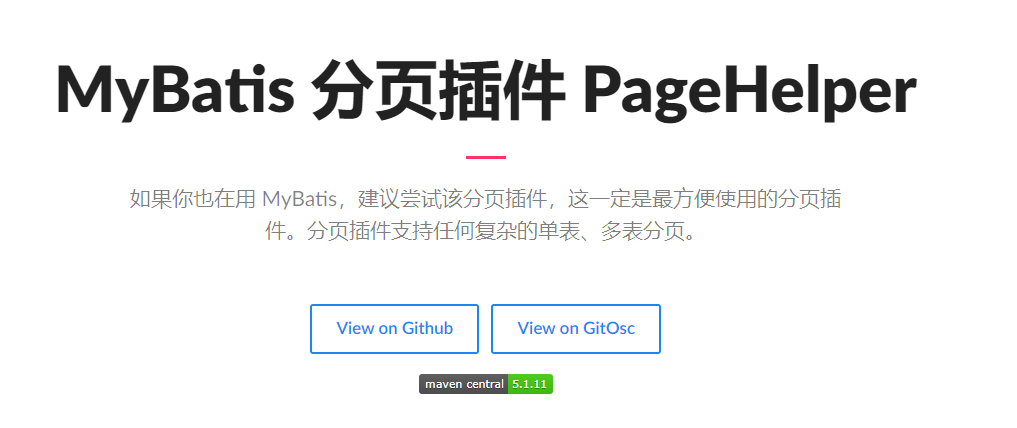 MyBatis 分页插件 PageHelper
如果你也在用 MyBatis，建议尝试该分页插件，这一定是最方便使用的分页插
件。分页插件支持任何复杂的单表、多表分页。
View on Github
View on GitOsc
maven central 5.1.11